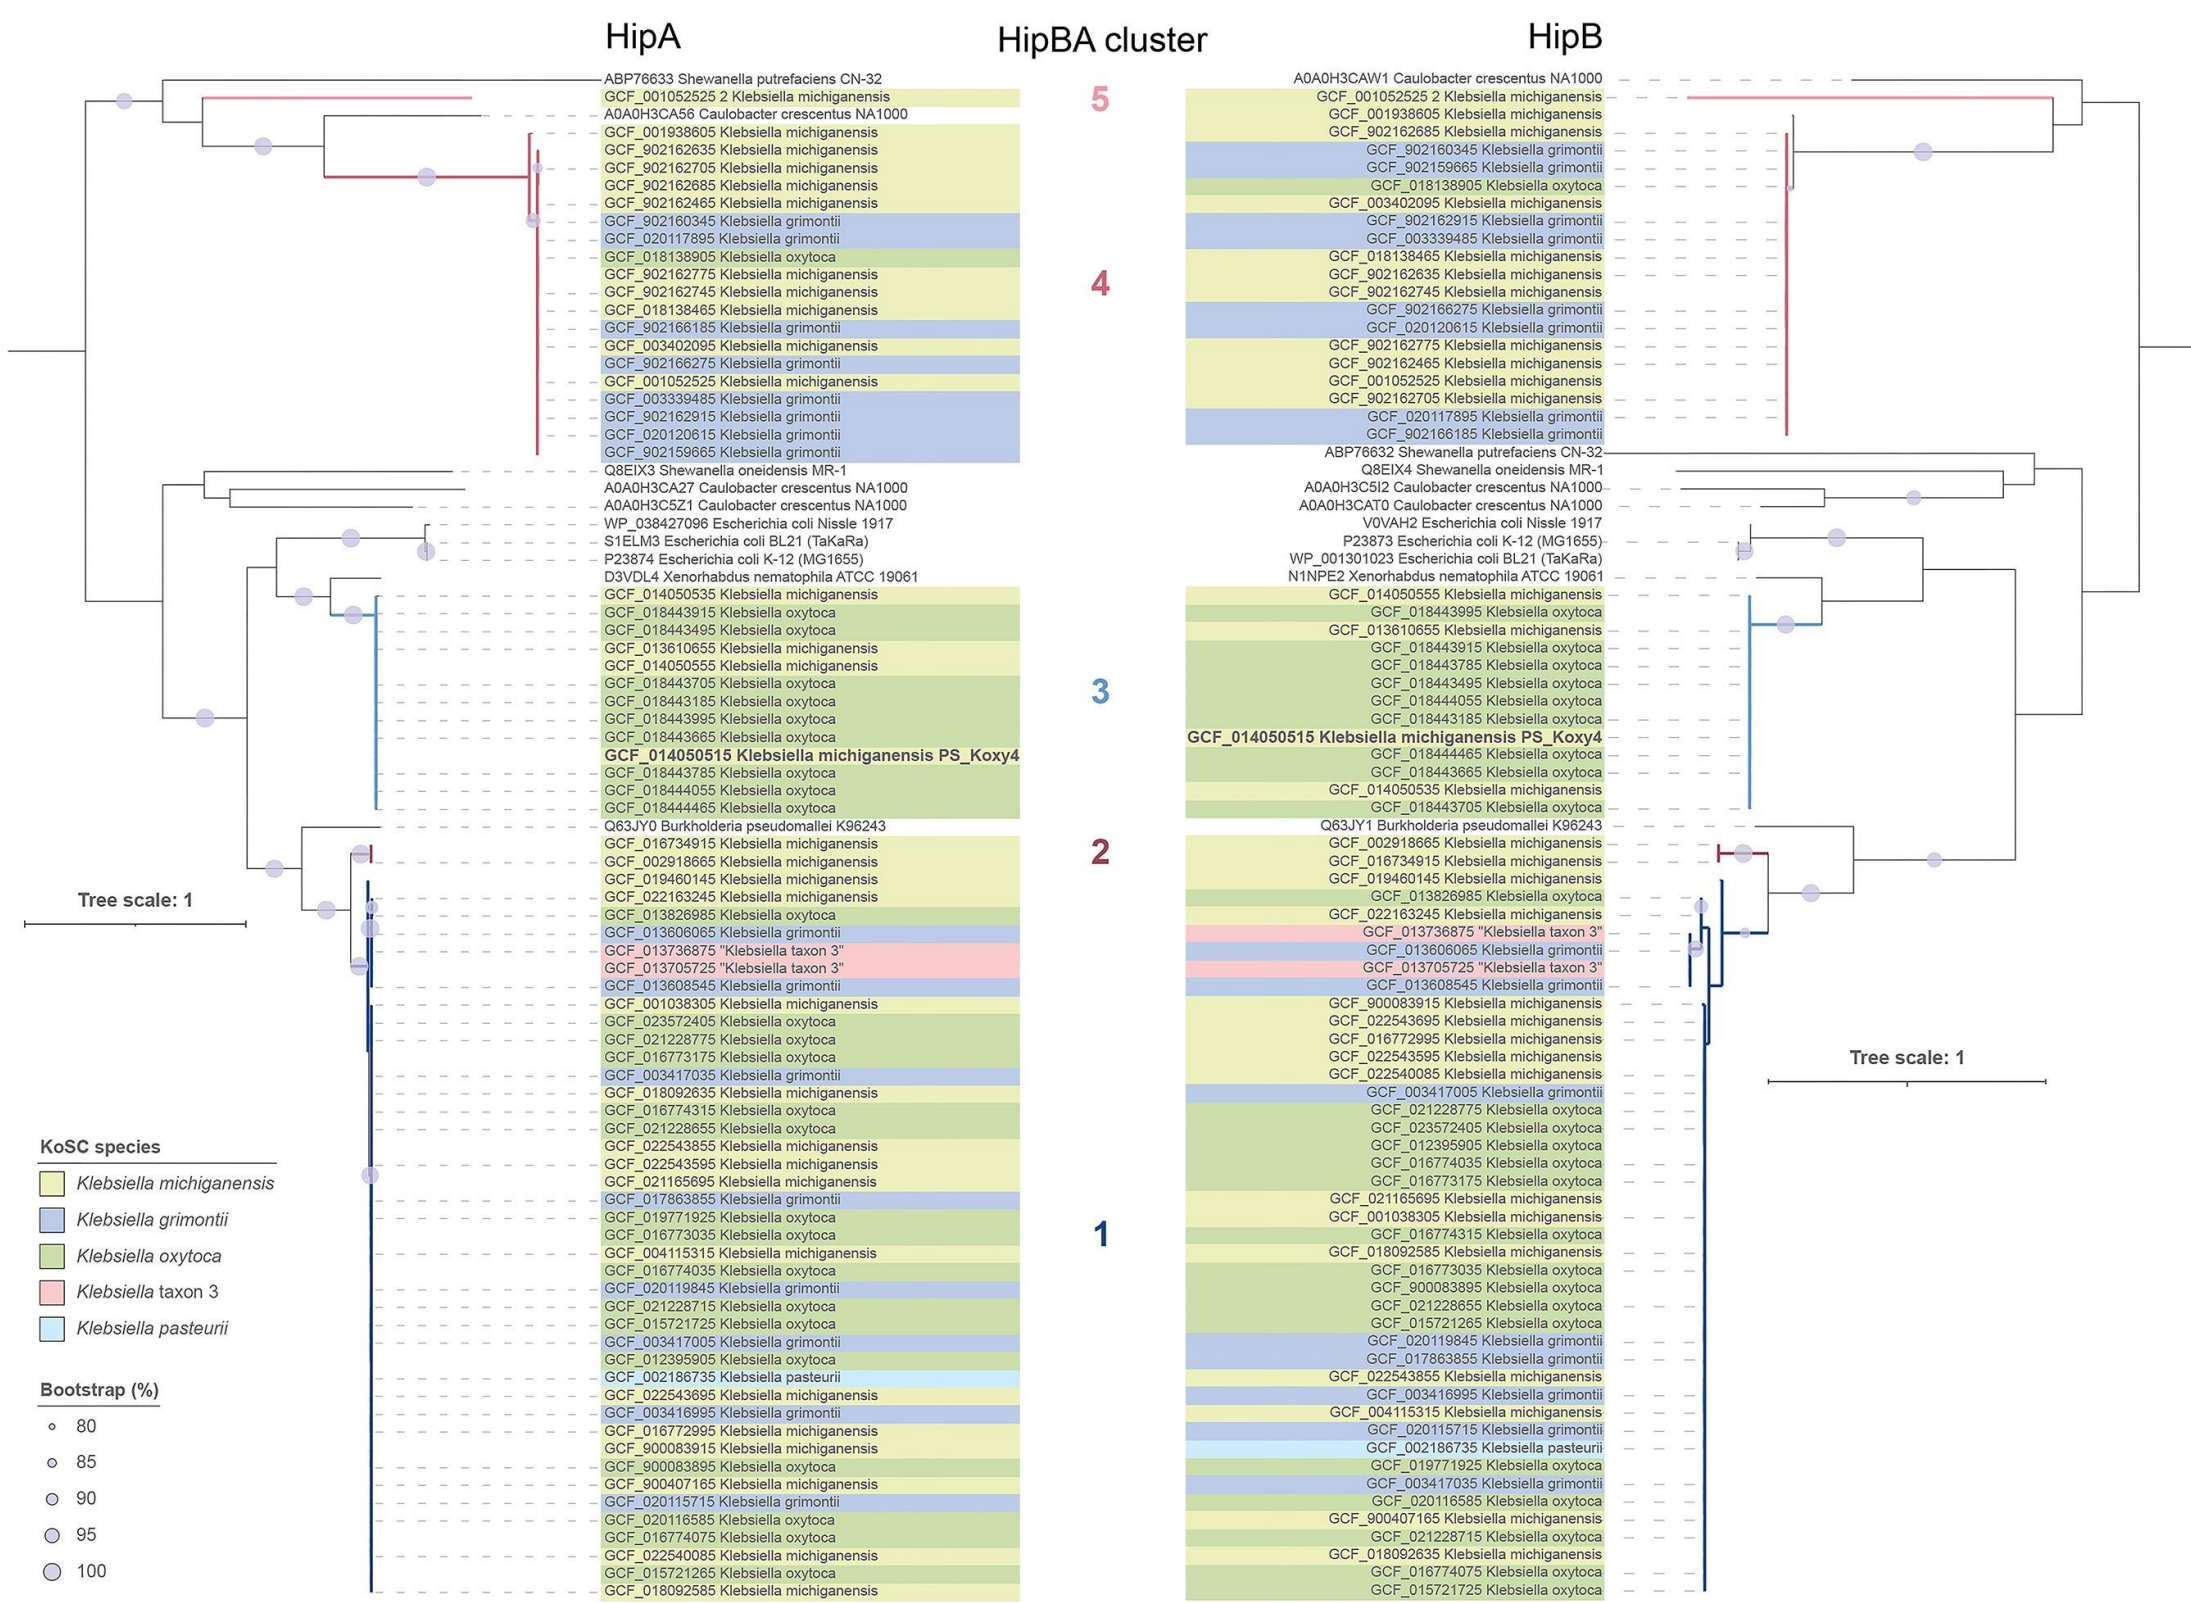 HipA
HipBA cluster
HipB
ABP76633 Shewanella putrefaciens CN-32
GCF_001052525 2 Klebsiella michiganensis
A0A0H3CA56 Caulobacter crescentus NA1000
GCF_001938605 Klebsiella michiganensis
GCF_902162635 Klebsiella michiganensis
GCF_902162705 Klebsiella michiganensis
GCF_902162685 Klebsiella michiganensis
GCF_902162465 Klebsiella michiganensis
GCF_902160345 Klebsiella grimontii
GCF_020117895 Klebsiella grimontii
GCF_018138905 Klebsiella oxytoca
GCF_902162775 Klebsiella michiganensis
GCF_902162745 Klebsiella michiganensis
GCF_018138465 Klebsiella michiganensis
GCF_902166185 Klebsiella grimontii
GCF_003402095 Klebsiella michiganensis
GCF_902166275 Klebsiella grimontii
GCF_001052525 Klebsiella michiganensis
GCF_003339485 Klebsiella grimontii
GCF_902162915 Klebsiella grimontii
GCF_020120615 Klebsiella grimontii
GCF_902159665 Klebsiella grimontii
Q8EIX3 Shewanella oneidensis MR-1
A0A0H3CA27 Caulobacter crescentus NA1000
A0A0H3C5Z1 Caulobacter crescentus NA1000
WP_038427096 Escherichia coli Nissle 1917
S1ELM3 Escherichia coli BL21 (TaKaRa)
P23874 Escherichia coli K-12 (MG1655)
D3VDL4 Xenorhabdus nematophila ATCC 19061
GCF_014050535 Klebsiella michiganensis
GCF_018443915 Klebsiella oxytoca
GCF_018443495 Klebsiella oxytoca
GCF_013610655 Klebsiella michiganensis
GCF_014050555 Klebsiella michiganensis
GCF_018443705 Klebsiella oxytoca
GCF_018443185 Klebsiella oxytoca
GCF_018443995 Klebsiella oxytoca
GCF_018443665 Klebsiella oxytoca
GCF_014050515 Klebsiella michiganensis PS_Koxy4
GCF_018443785 Klebsiella oxytoca
GCF_018444055 Klebsiella oxytoca
GCF_018444465 Klebsiella oxytoca
Q63JY0 Burkholderia pseudomallei K96243
GCF_016734915 Klebsiella michiganensis
GCF_002918665 Klebsiella michiganensis
GCF_019460145 Klebsiella michiganensis
GCF_022163245 Klebsiella michiganensis
GCF_013826985 Klebsiella oxytoca
GCF_013606065 Klebsiella grimontii
GCF_013736875 "Klebsiella taxon 3"
GCF_013705725 "Klebsiella taxon 3"
GCF_013608545 Klebsiella grimontii
GCF_001038305 Klebsiella michiganensis
GCF_023572405 Klebsiella oxytoca
GCF_021228775 Klebsiella oxytoca
GCF_016773175 Klebsiella oxytoca
GCF_003417035 Klebsiella grimontii
GCF_018092635 Klebsiella michiganensis
GCF_016774315 Klebsiella oxytoca
GCF_021228655 Klebsiella oxytoca
GCF_022543855 Klebsiella michiganensis
GCF_022543595 Klebsiella michiganensis
GCF_021165695 Klebsiella michiganensis
GCF_017863855 Klebsiella grimontii
GCF_019771925 Klebsiella oxytoca
GCF_016773035 Klebsiella oxytoca
GCF_004115315 Klebsiella michiganensis
GCF_016774035 Klebsiella oxytoca
GCF_020119845 Klebsiella grimontii
GCF_021228715 Klebsiella oxytoca
GCF_015721725 Klebsiella oxytoca
GCF_003417005 Klebsiella grimontii
GCF_012395905 Klebsiella oxytoca
GCF_002186735 Klebsiella pasteurii
GCF_022543695 Klebsiella michiganensis
GCF_003416995 Klebsiella grimontii
GCF_016772995 Klebsiella michiganensis
GCF_900083915 Klebsiella michiganensis
GCF_900083895 Klebsiella oxytoca
GCF_900407165 Klebsiella michiganensis
GCF_020115715 Klebsiella grimontii
GCF_020116585 Klebsiella oxytoca
GCF_016774075 Klebsiella oxytoca
GCF_022540085 Klebsiella michiganensis
GCF_015721265 Klebsiella oxytoca
GCF_018092585 Klebsiella michiganensis
5
4
3
2
1
A0A0H3CAW1 Caulobacter crescentus NA1000
GCF_001052525 2 Klebsiella michiganensis
GCF_001938605 Klebsiella michiganensis
GCF_902162685 Klebsiella michiganensis
GCF_902160345 Klebsiella grimontii
GCF_902159665 Klebsiella grimontii
GCF_018138905 Klebsiella oxytoca
GCF_003402095 Klebsiella michiganensis
GCF_902162915 Klebsiella grimontii
GCF_003339485 Klebsiella grimontii
GCF_018138465 Klebsiella michiganensis
GCF_902162635 Klebsiella michiganensis
GCF_902162745 Klebsiella michiganensis
GCF_902166275 Klebsiella grimontii
GCF_020120615 Klebsiella grimontii
GCF_902162775 Klebsiella michiganensis
GCF_902162465 Klebsiella michiganensis
GCF_001052525 Klebsiella michiganensis
GCF_902162705 Klebsiella michiganensis
GCF_020117895 Klebsiella grimontii
GCF_902166185 Klebsiella grimontii
ABP76632 Shewanella putrefaciens CN-32
Q8EIX4 Shewanella oneidensis MR-1
A0A0H3C5I2 Caulobacter crescentus NA1000
A0A0H3CAT0 Caulobacter crescentus NA1000
V0VAH2 Escherichia coli Nissle 1917
P23873 Escherichia coli K-12 (MG1655)
WP_001301023 Escherichia coli BL21 (TaKaRa)
N1NPE2 Xenorhabdus nematophila ATCC 19061
GCF_014050555 Klebsiella michiganensis
GCF_018443995 Klebsiella oxytoca
GCF_013610655 Klebsiella michiganensis
GCF_018443915 Klebsiella oxytoca
GCF_018443785 Klebsiella oxytoca
GCF_018443495 Klebsiella oxytoca
GCF_018444055 Klebsiella oxytoca
GCF_018443185 Klebsiella oxytoca
GCF_014050515 Klebsiella michiganensis PS_Koxy4
GCF_018444465 Klebsiella oxytoca
GCF_018443665 Klebsiella oxytoca
GCF_014050535 Klebsiella michiganensis
GCF_018443705 Klebsiella oxytoca
Q63JY1 Burkholderia pseudomallei K96243
GCF_002918665 Klebsiella michiganensis
GCF_016734915 Klebsiella michiganensis
GCF_019460145 Klebsiella michiganensis
GCF_013826985 Klebsiella oxytoca
GCF_022163245 Klebsiella michiganensis
GCF_013736875 "Klebsiella taxon 3"
GCF_013606065 Klebsiella grimontii
GCF_013705725 "Klebsiella taxon 3"
GCF_013608545 Klebsiella grimontii
GCF_900083915 Klebsiella michiganensis
GCF_022543695 Klebsiella michiganensis
GCF_016772995 Klebsiella michiganensis
GCF_022543595 Klebsiella michiganensis
GCF_022540085 Klebsiella michiganensis
GCF_003417005 Klebsiella grimontii
GCF_021228775 Klebsiella oxytoca
GCF_023572405 Klebsiella oxytoca
GCF_012395905 Klebsiella oxytoca
GCF_016774035 Klebsiella oxytoca
GCF_016773175 Klebsiella oxytoca
GCF_021165695 Klebsiella michiganensis
GCF_001038305 Klebsiella michiganensis
GCF_016774315 Klebsiella oxytoca
GCF_018092585 Klebsiella michiganensis
GCF_016773035 Klebsiella oxytoca
GCF_900083895 Klebsiella oxytoca
GCF_021228655 Klebsiella oxytoca
GCF_015721265 Klebsiella oxytoca
GCF_020119845 Klebsiella grimontii
GCF_017863855 Klebsiella grimontii
GCF_022543855 Klebsiella michiganensis
GCF_003416995 Klebsiella grimontii
GCF_004115315 Klebsiella michiganensis
GCF_020115715 Klebsiella grimontii
GCF_002186735 Klebsiella pasteurii
GCF_019771925 Klebsiella oxytoca
GCF_003417035 Klebsiella grimontii
GCF_020116585 Klebsiella oxytoca
GCF_900407165 Klebsiella michiganensis
GCF_021228715 Klebsiella oxytoca
GCF_018092635 Klebsiella michiganensis
GCF_016774075 Klebsiella oxytoca
GCF_015721725 Klebsiella oxytoca
Tree scale: 1
Tree scale: 1
KoSC species
Klebsiella michiganensis
Klebsiella grimontii
Klebsiella oxytoca
Klebsiella taxon 3
Klebsiella pasteurii
Bootstrap (%)
80
85
90
95
100